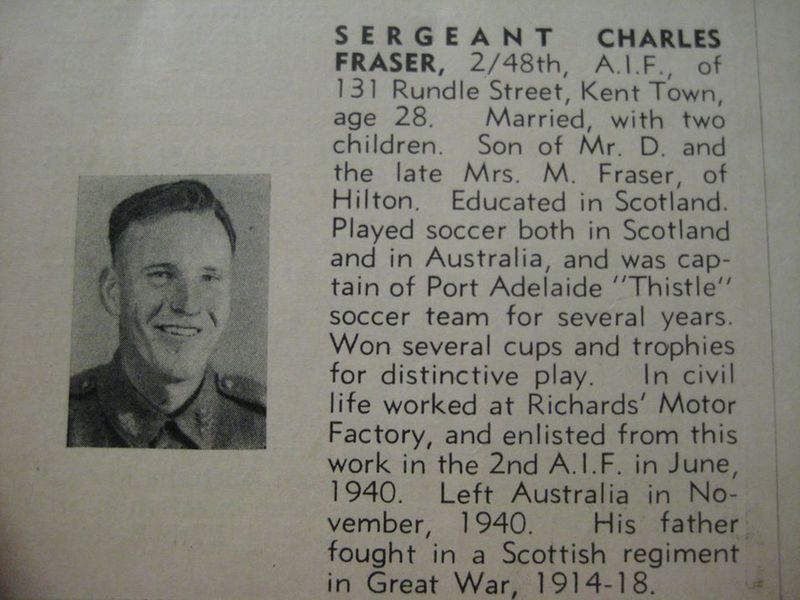 SERGEANT CHARLES
FRASER, 2/48th, A.I.F., of
131 Rundle Street, Kent Town,
age 28. Married, with two
children. Son of Mr. D. and
the late Mrs. M. Fraser, of
Hilton. Educated in Scotland.
Played soccer both in Scotland
and in Australia, and was cap-
tain of Port Adelaide "Thistle"
soccer team for several years.
Won several cups and trophies
for distinctive play. In civil
life worked at Richards' Motor
Factory, and enlisted from this
work in the 2nd A.I.F. in June,
1940. Left Australia in No-
vember, 1940. His father
fought in a Scottish regiment
in Great War, 1914-18.